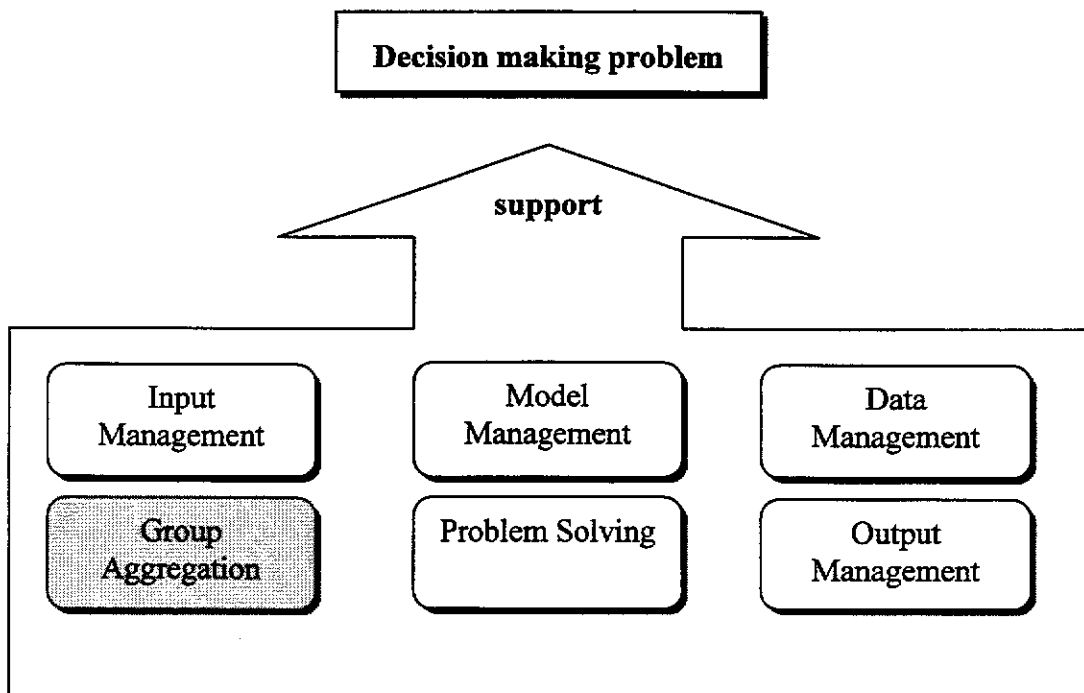 Decision making problem
support
Input
Management
Model
Management
Data
Management
Group
Aggregation
Problem Solving
Output
Management